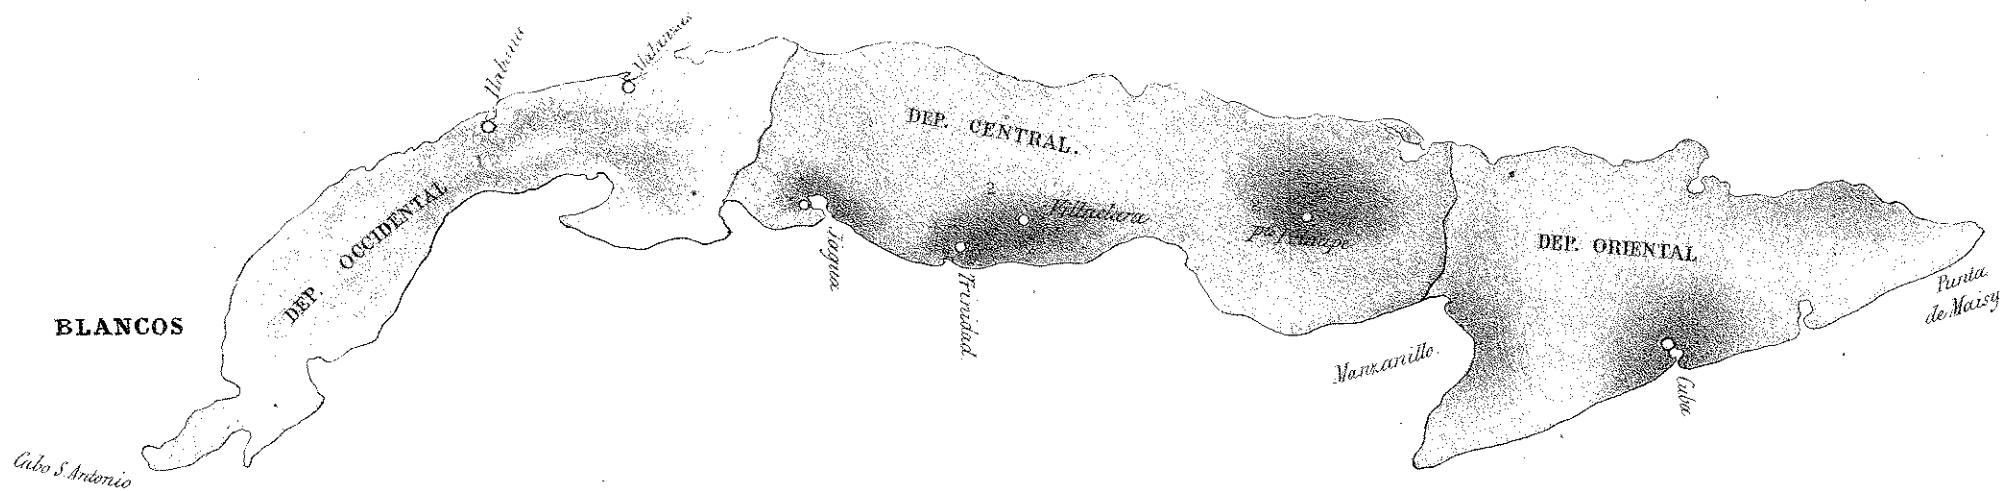 Habana
Matanzas
DEP. CENTRAL.
DEP. OCCIDENTAL
Villaclara
pto principe
DEP. ORIENTAL
Jagua
Trinidad
Punta
de Maisy
BLANCOS
Manzanillo.
Cuba
Cabo S. Antonio